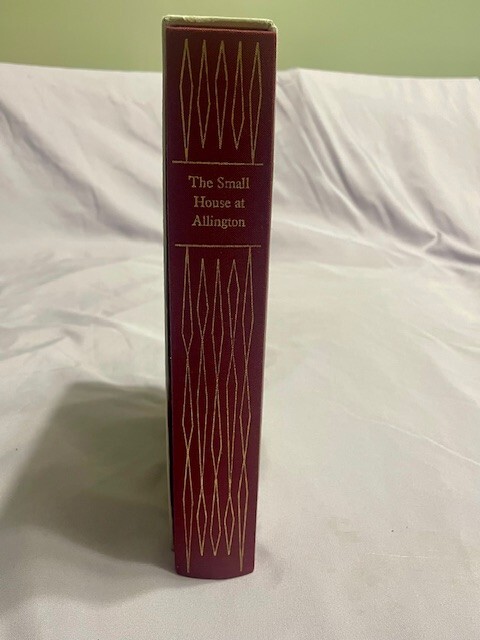 The Small
House at
Allington